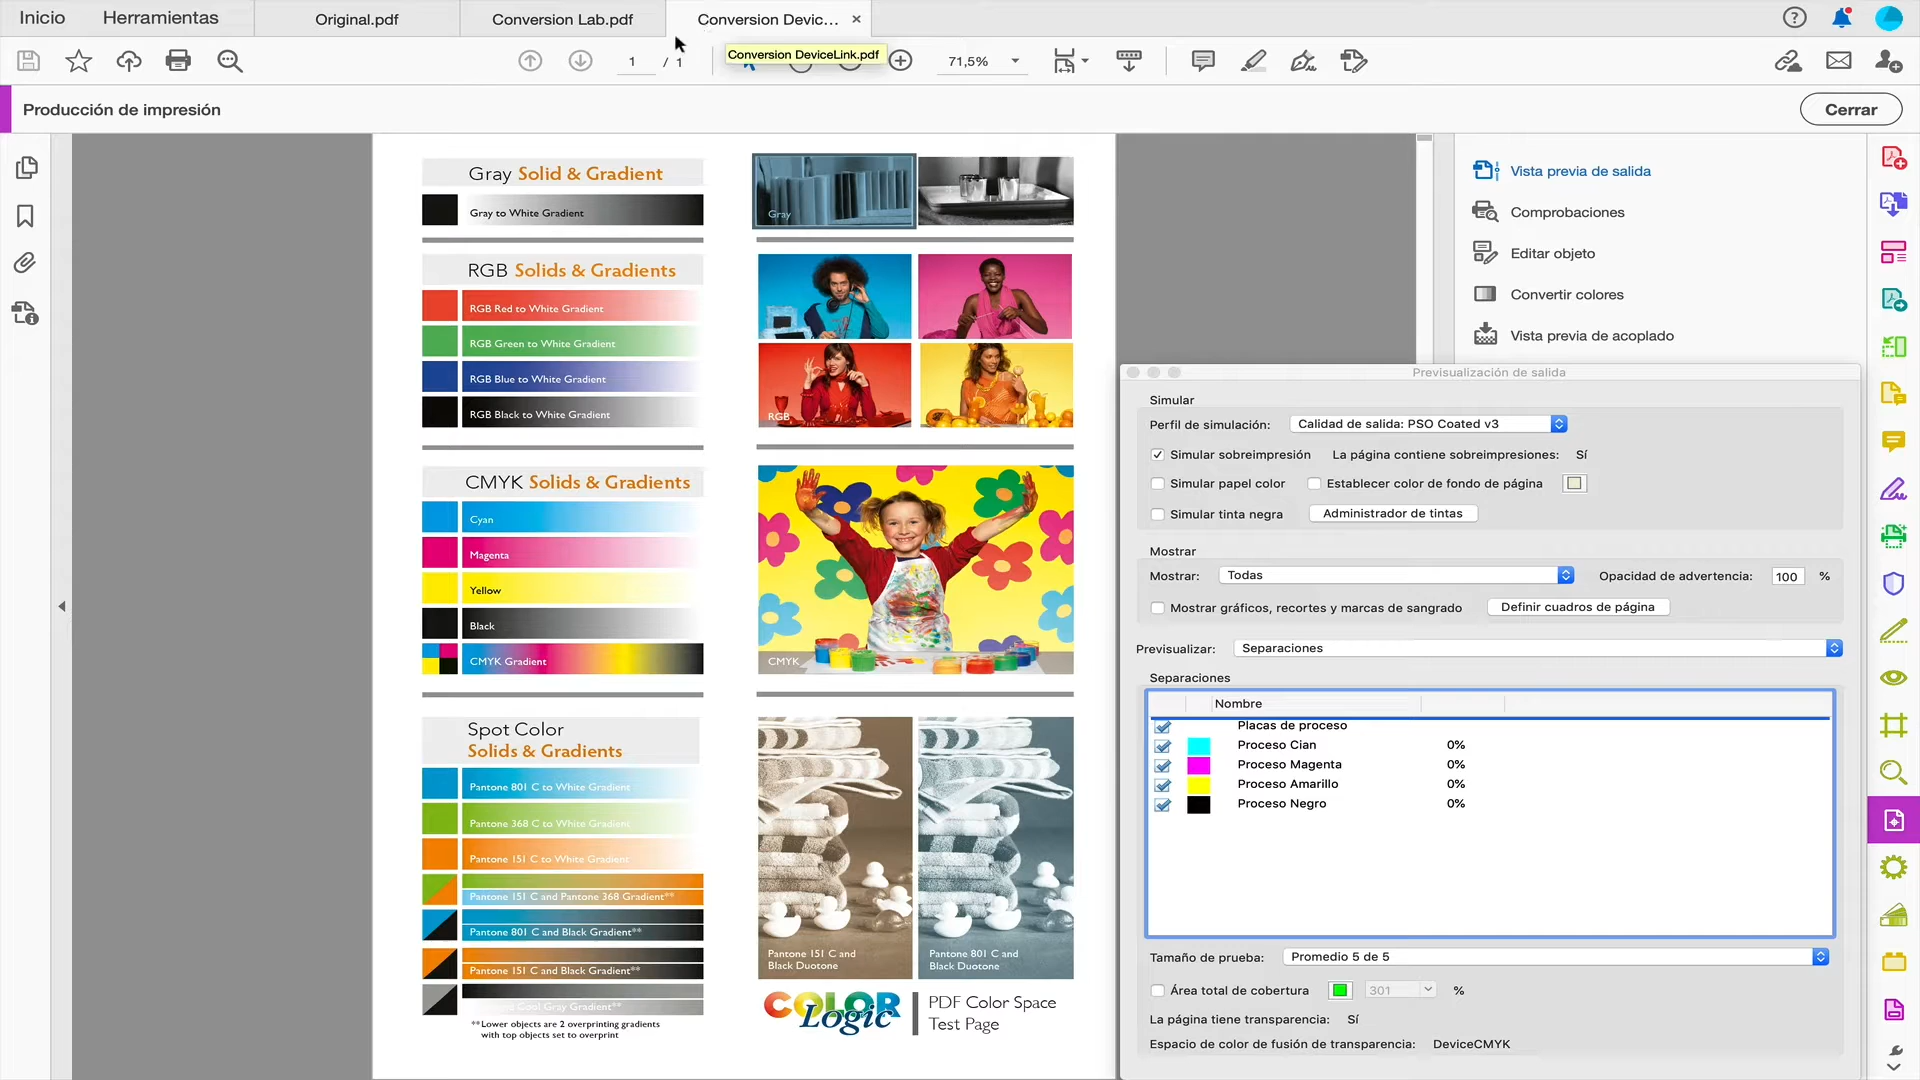 Inicio
Herramientas
Original.pdf
Conversion Lab.pdf
Conversion Devic...
Conversion DeviceLink.pdf
1 / 1
71,5%
Producción de impresión
Cerrar
Gray Solid & Gradient
Gray to White Gradient
Gray
RGB Solids & Gradients
RGB Red to White Gradient
RGB Green to White Gradient
RGB Blue to White Gradient
RGB Black to White Gradient
RGB
CMYK Solids & Gradients
Cyan
Magenta
Yellow
Black
CMYK Gradient
CMYK
Spot Color
Solids & Gradients
Pantone 801 C to White Gradient
Pantone 368 C to White Gradient
Pantone 151 C to White Gradient
Pantone 151 C and Pantone 368 Gradient**
Pantone 801 C and Black Gradient**
Pantone 151 C and Black Gradient**
Cool Gray Gradient**
**Lower objects are 2 overprinting gradients
with top objects set to overprint
Pantone 151 C and
Black Duotone
Pantone 801 C and
Black Duotone
COLOR
Logic
PDF Color Space
Test Page
Vista previa de salida
Comprobaciones
Editar objeto
Convertir colores
Vista previa de acoplado
Previsualización de salida
Simular
Perfil de simulación: Calidad de salida: PSO Coated v3
Simular sobreimpresión La página contiene sobreimpresiones: Sí
Simular papel color Establecer color de fondo de página
Simular tinta negra Administrador de tintas
Mostrar
Mostrar: Todas Opacidad de advertencia: 100 %
Mostrar gráficos, recortes y marcas de sangrado Definir cuadros de página
Previsualizar: Separaciones
Separaciones
Nombre
Placas de proceso
Proceso Cian 0%
Proceso Magenta 0%
Proceso Amarillo 0%
Proceso Negro 0%
Tamaño de prueba: Promedio 5 de 5
Área total de cobertura 301 %
La página tiene transparencia: Sí
Espacio de color de fusión de transparencia: DeviceCMYK